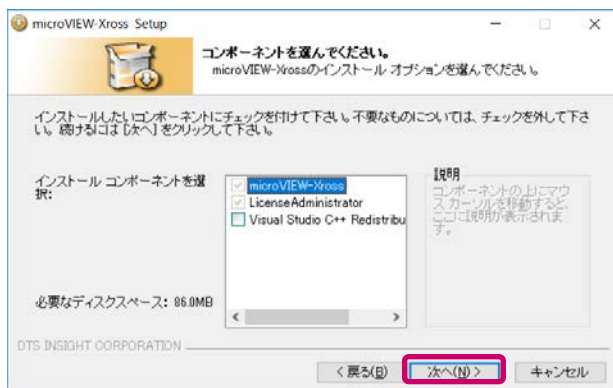 microVIEW-Xross Setup
コンポーネントを選んでください。
microVIEW-Xrossのインストール オプションを選んでください。
インストールしたいコンポーネントにチェックを付けて下さい。不要なものについては、チェックを外して下さ
い。続けるには [次へ] をクリックして下さい。
インストール コンポーネントを選
択:
microVIEW-Xross
LicenseAdministrator
Visual Studio C++ Redistribu
説明
コンポーネントの上にマウ
ス カーソルを移動すると、
ここに説明が表示されま
す。
必要なディスクスペース: 86.0MB
DTS INSIGHT CORPORATION
< 戻る(B)
次へ(N) >
キャンセル